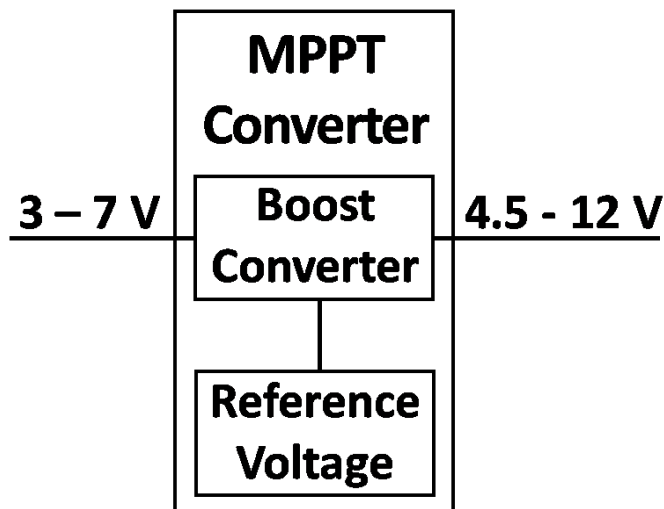 MPPT
Converter
3 – 7 V
Boost
Converter
4.5 - 12 V
Reference
Voltage